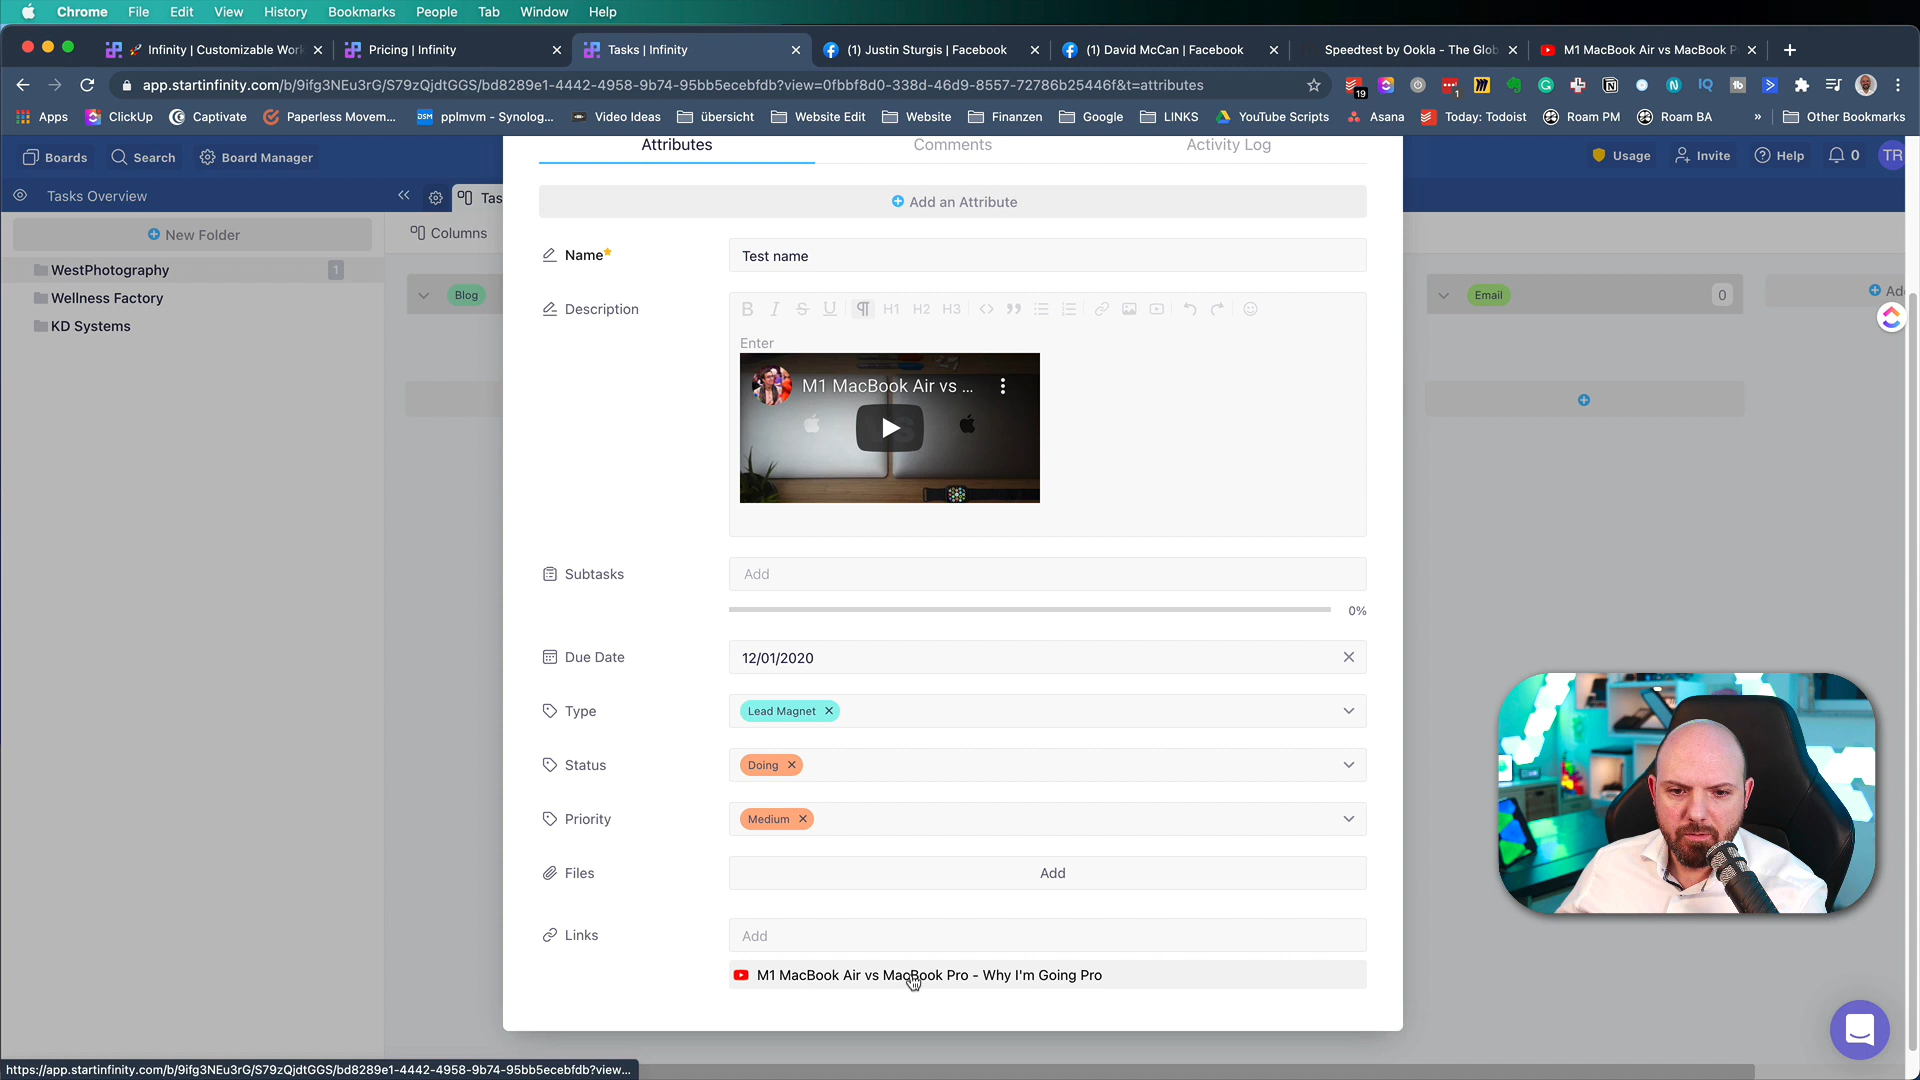 Chrome File Edit View History Bookmarks People Tab Window Help
🚀 Infinity | Customizable Work
Pricing | Infinity
Tasks | Infinity
(1) Justin Sturgis | Facebook
(1) David McCan | Facebook
Speedtest by Ookla - The Glob
M1 MacBook Air vs MacBook P
app.startinfinity.com/b/9ifg3NEu3rG/S79zQjdtGGS/bd8289e1-4442-4958-9b74-95bb5ecebfdb?view=0fbbf8d0-338d-46d9-8557-72786b25446f&t=attributes
19
1
Apps ClickUp Captivate Paperless Movem... pplmvm - Synolog... Video Ideas übersicht Website Edit Website Finanzen Google LINKS YouTube Scripts Asana Today: Todoist Roam PM Roam BA » Other Bookmarks
Boards Search Board Manager
Usage Invite Help 0 TR
Tasks Overview
Tas
New Folder
Columns
WestPhotography 1
Wellness Factory
KD Systems
Blog
Email 0
Ad
Attributes Comments Activity Log
Add an Attribute
Name
Test name
Description
B I S U H1 H2 H3
Enter
M1 MacBook Air vs ...
VS
Subtasks
Add
0%
Due Date
12/01/2020
Type
Lead Magnet
Status
Doing
Priority
Medium
Files
Add
Links
Add
M1 MacBook Air vs MacBook Pro - Why I'm Going Pro
https://app.startinfinity.com/b/9ifg3NEu3rG/S79zQjdtGGS/bd8289e1-4442-4958-9b74-95bb5ecebfdb?view...